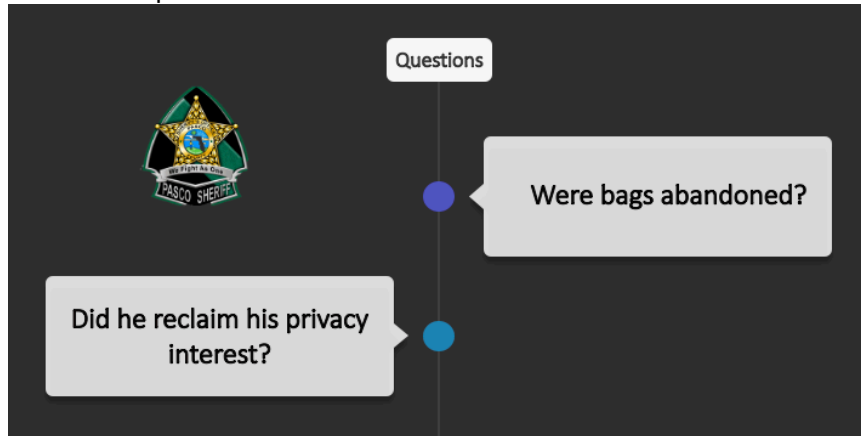 Questions
We Fight As One
PASCO SHERIFF
Were bags abandoned?
Did he reclaim his privacy
interest?